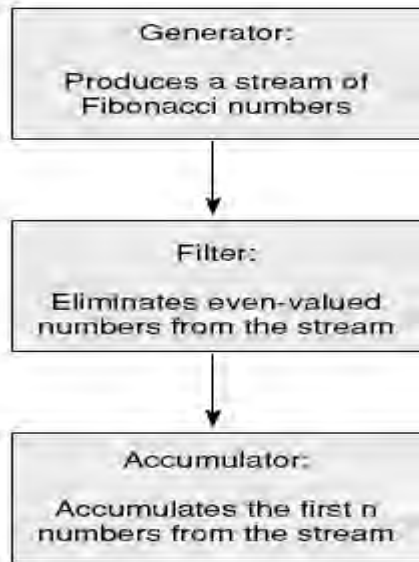 Generator:
Produces a stream of
Fibonacci numbers
Filter:
Eliminates even-valued
numbers from the stream
Accumulator:
Accumulates the first n
numbers from the stream